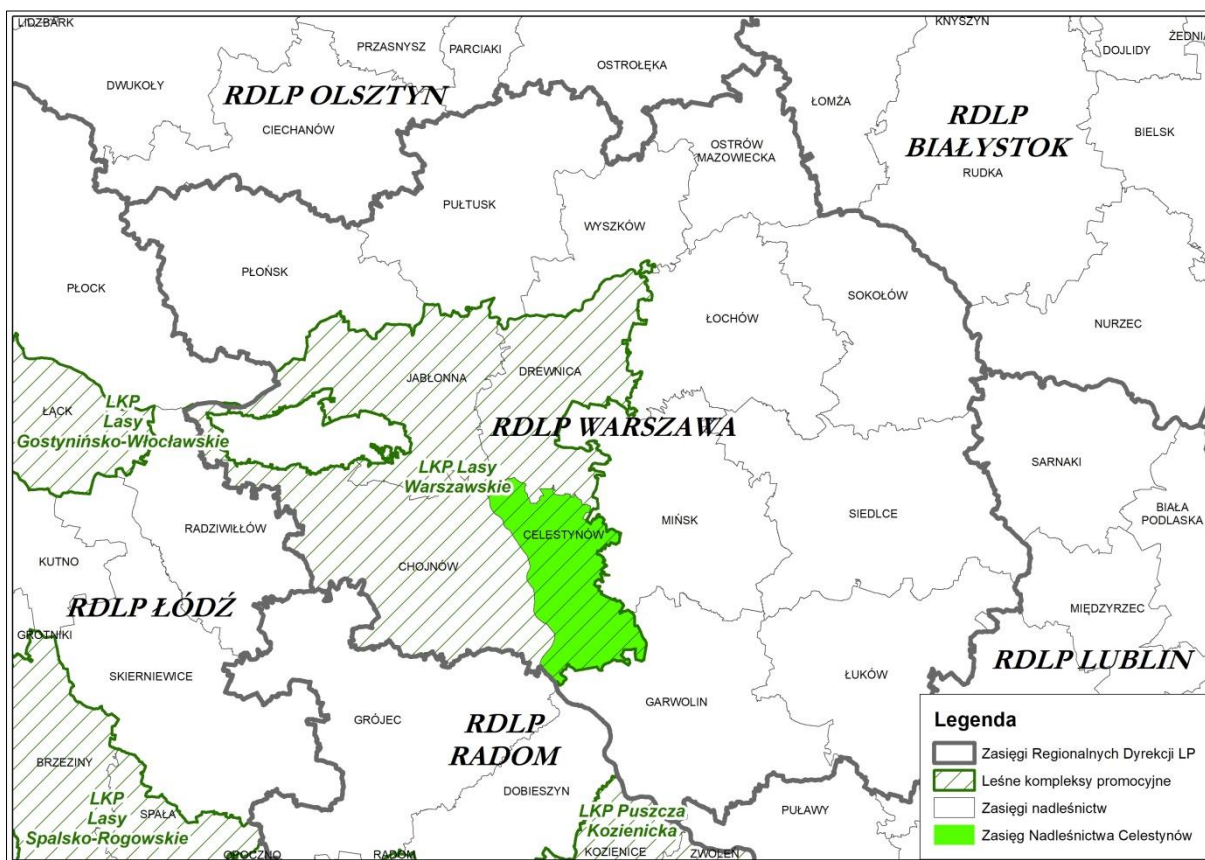 LIDZBARK
PRZASNYSZ
PARCIAKI
KNYSZYN
DOJLIDY
OSTROŁĘKA
DWUKOŁY
RDLP OLSZTYN
ŁOMŻA
CIECHANÓW
RDLP
BIAŁYSTOK
BIELSK
OSTRÓW
MAZOWIECKA
RUDKA
PUŁTUSK
WYSZKÓW
PŁOŃSK
PŁOCK
SOKOŁÓW
ŁOCHÓW
NURZEC
JABŁONNA
DREWNICA
ŁĄCK
LKP
Lasy
Gostynińsko-Włocławskie
RDLP WARSZAWA
LKP Lasy
Warszawskie
SARNAKI
BIAŁA
PODLASKA
RADZIWIŁŁÓW
CELESTYNÓW
MIŃSK
SIEDLCE
KUTNO
CHOJNÓW
RDLP ŁÓDŹ
MIĘDZYRZEC
GROTNIKI
SKIERNIEWICE
RDLP LUBLIN
GARWOLIN
ŁUKÓW
GRÓJEC
RDLP
RADOM
BRZEZINY
DOBIESZYN
LKP
Lasy
Spalsko-Rogowskie
SPAŁA
LKP Puszcza
Kozienicka
PUŁAWY
OPOCZNO
RADOM
KOZIENICE
ZWOLEŃ
Legenda
Zasięgi Regionalnych Dyrekcji LP
Leśne kompleksy promocyjne
Zasięgi nadleśnictw
Zasięg Nadleśnictwa Celestynów